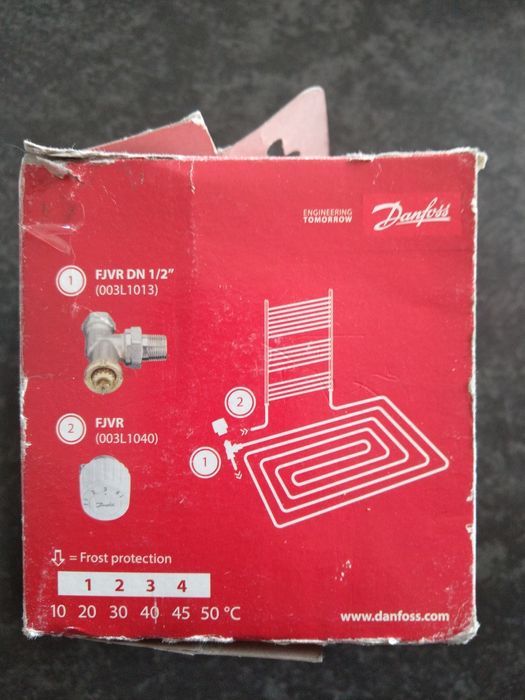 ENGINEERING
TOMORROW
Danfoss
1
FJVR DN 1/2”
(003L1013)
2
FJVR
(003L1040)
2
1
= Frost protection
1 2 3 4
10 20 30 40 45 50 °C
www.danfoss.com